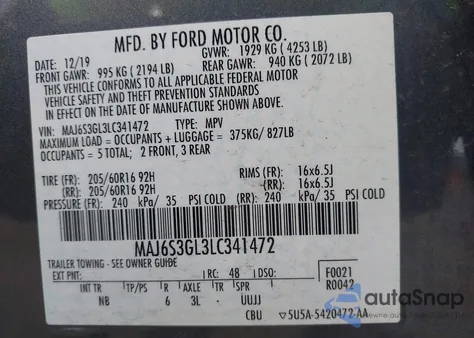 MFD. BY FORD MOTOR CO.
DATE: 12/19 GVWR: 1929 KG ( 4253 LB)
FRONT GAWR: 995 KG ( 2194 LB) REAR GAWR: 940 KG ( 2072 LB)
THIS VEHICLE CONFORMS TO ALL APPLICABLE FEDERAL MOTOR
VEHICLE SAFETY AND THEFT PREVENTION STANDARDS
IN EFFECT ON THE DATE OF MANUFACTURE SHOWN ABOVE.
VIN: MAJ6S3GL3LC341472 TYPE: MPV
MAXIMUM LOAD = OCCUPANTS + LUGGAGE = 375KG/ 827LB
OCCUPANTS = 5 TOTAL; 2 FRONT, 3 REAR
TIRE (FR): 205/60R16 92H RIMS (FR): 16x6.5J
(RR): 205/60R16 92H (RR): 16x6.5J
PRESSURE (FR): 240 kPa/ 35 PSI COLD (RR): 240 kPa/ 35 PSI COLD
MAJ6S3GL3LC341472
TRAILER TOWING - SEE OWNER GUIDE
EXT PNT: RC: 48 DSO: F0021
R0042
INT TR TP/PS R AXLE TR SPR
NB 6 3L UUJJ
autoSnap
CBU 5U5A-5420472-AA